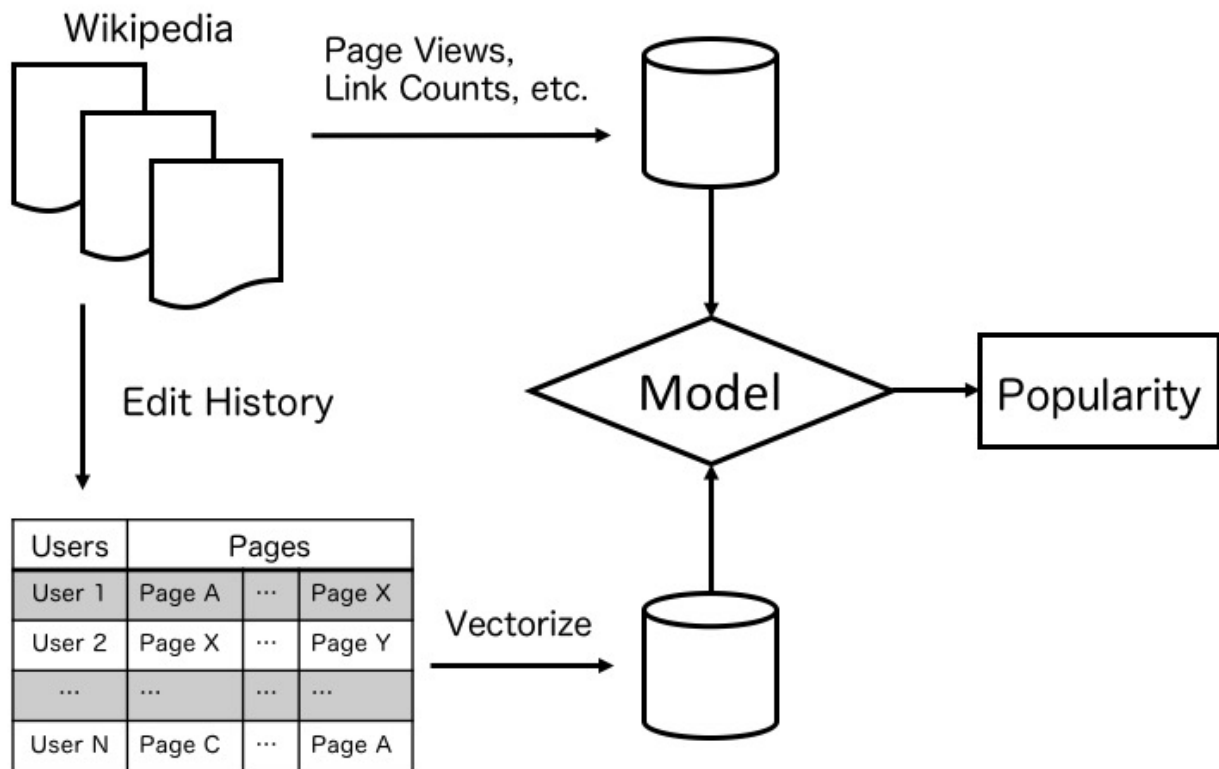 Wikipedia
Page Views,
Link Counts, etc.
Edit History
Model
Popularity
Users Pages
User 1 Page A ... Page X
User 2 Page X ... Page Y
... ... ... ...
User N Page C ... Page A
Vectorize